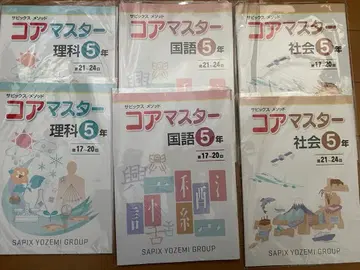 サピックス メソッド
コアマスター
理科5年
第21~24回
サピックス メソッド
コアマスター
国語5年
第21~24回
サピックス メソッド
コアマスター
社会5年
第17~20回
サピックス メソッド
コアマスター
理科5年
第17~20回
SAPIX YOZEMI GROUP
サピックス メソッド
コアマスター
国語5年
第17~20回
SAPIX YOZEMI GROUP
サピックス メソッド
コアマスター
社会5年
第21~24回
SAPIX YOZEMI GROUP